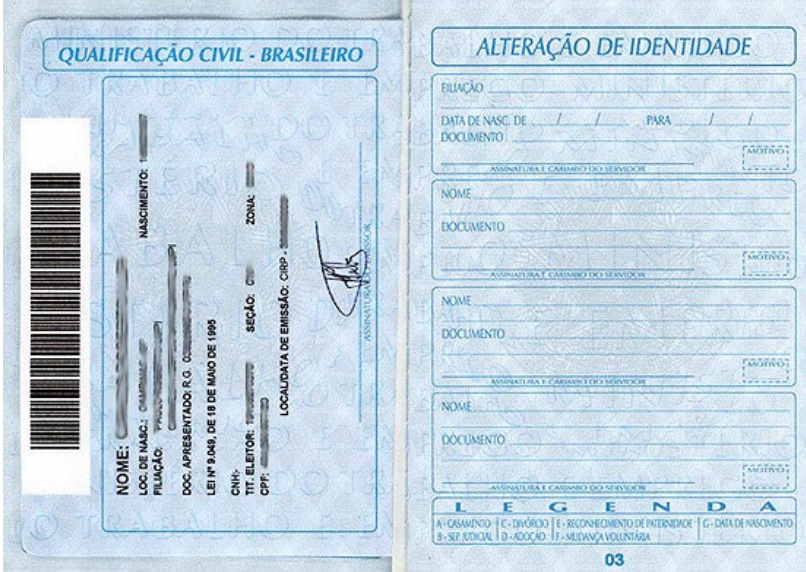 QUALIFICAÇÃO CIVIL - BRASILEIRO
NOME:
LOC. DE NASC.: NASCIMENTO:
FILIAÇÃO:
DOC. APRESENTADO: R.G.
LEI Nº 9.049, DE 18 DE MAIO DE 1995
CNH:-
TIT. ELEITOR: SEÇÃO: ZONA:
CPF:
LOCAL/DATA DE EMISSÃO: CIRP -
ASSINATURA DO EMISSOR
ALTERAÇÃO DE IDENTIDADE
FILIAÇÃO
DATA DE NASC. DE / / PARA / /
DOCUMENTO
MOTIVO
ASSINATURA E CARIMBO DO SERVIDOR
NOME
DOCUMENTO
MOTIVO
ASSINATURA E CARIMBO DO SERVIDOR
NOME
DOCUMENTO
MOTIVO
ASSINATURA E CARIMBO DO SERVIDOR
NOME
DOCUMENTO
MOTIVO
ASSINATURA E CARIMBO DO SERVIDOR
LEGENDA
A - CASAMENTO C - DIVÓRCIO E - RECONHECIMENTO DE PATERNIDADE G - DATA DE NASCIMENTO
B - SEP. JUDICIAL D - ADOÇÃO F - MUDANÇA VOLUNTÁRIA
03